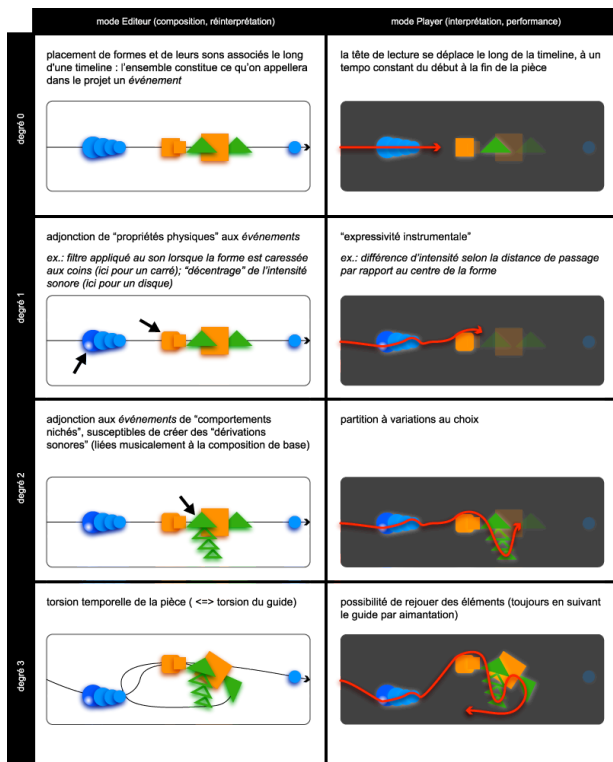 mode Editeur (composition, réinterprétation)
mode Player (interprétation, performance)
degré 0
placement de formes et de leurs sons associés le long
d'une timeline : l'ensemble constitue ce qu'on appellera
dans le projet un événement
la tête de lecture se déplace le long de la timeline, à un
tempo constant du début à la fin de la pièce
degré 1
adjonction de "propriétés physiques" aux événements
ex.: filtre appliqué au son lorsque la forme est caressée
aux coins (ici pour un carré); "décentrage" de l'intensité
sonore (ici pour un disque)
"expressivité instrumentale"
ex.: différence d'intensité selon la distance de passage
par rapport au centre de la forme
degré 2
adjonction aux événements de "comportements
nichés", susceptibles de créer des "dérivations
sonores" (liées musicalement à la composition de base)
partition à variations au choix
degré 3
torsion temporelle de la pièce ( <=> torsion du guide)
possibilité de rejouer des éléments (toujours en suivant
le guide par aimantation)